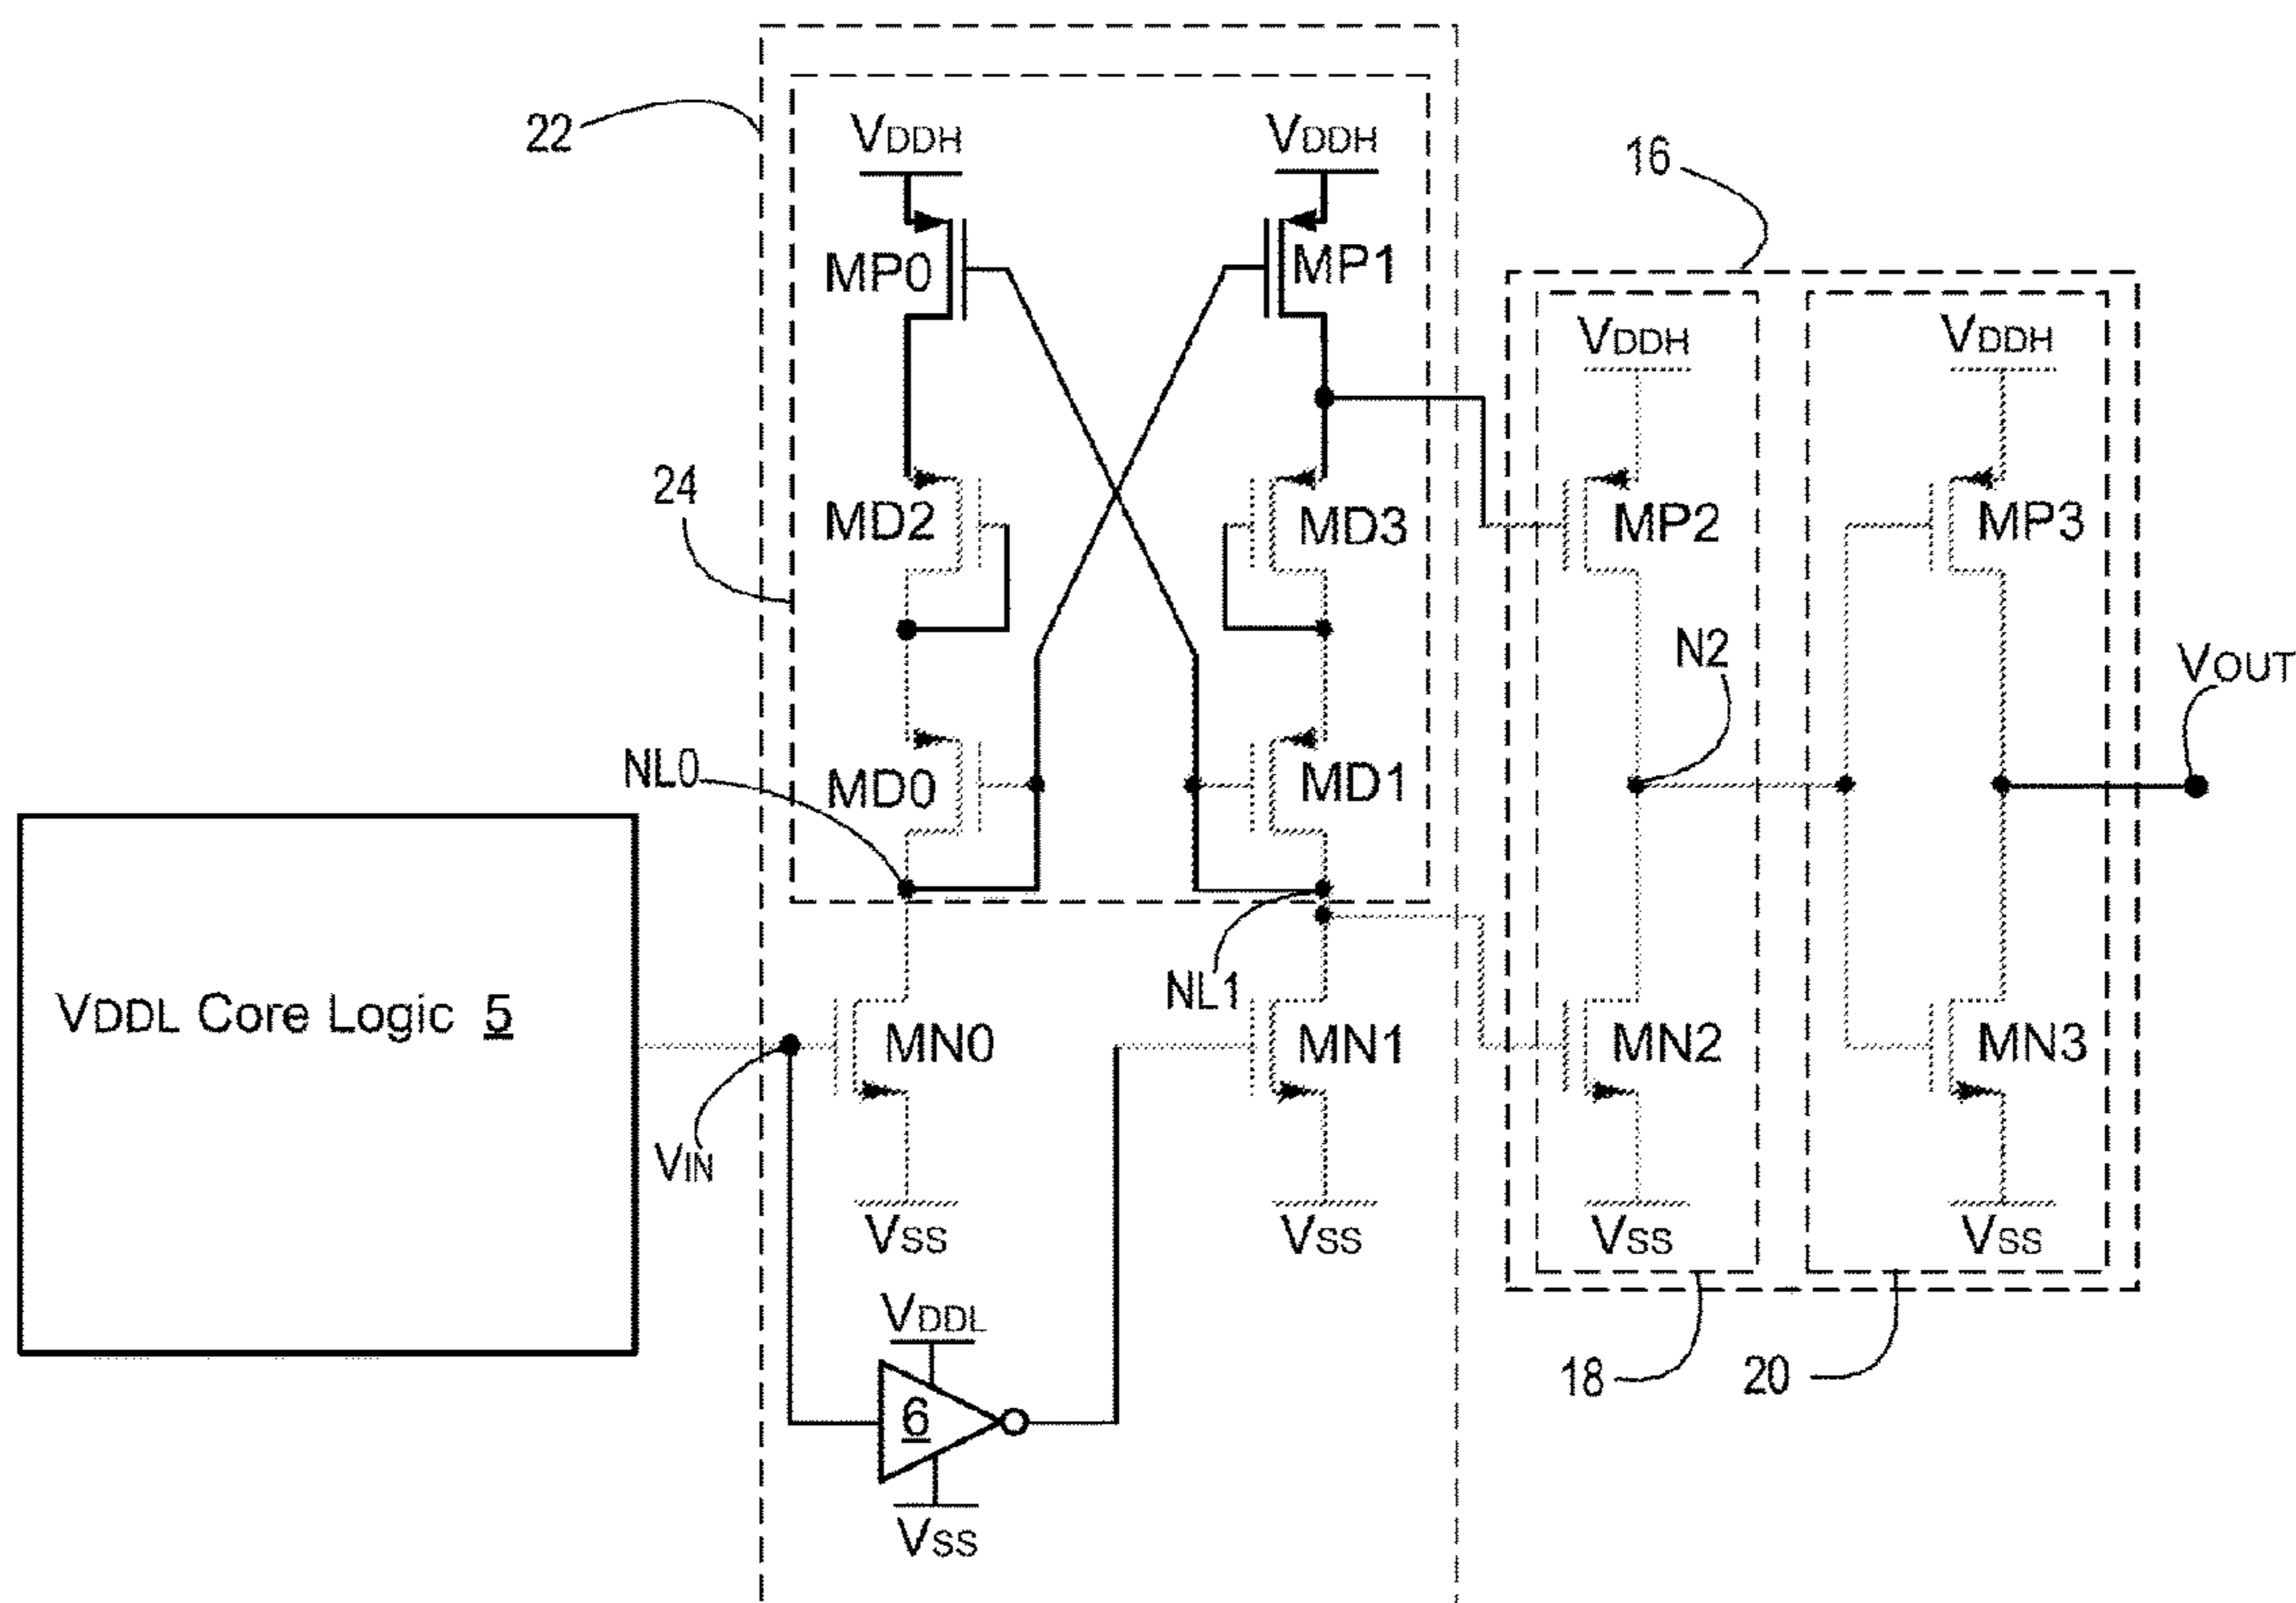 22
VDDH
VDDH
16
MP0
MP1
VDDH
VDDH
24
MD2
MD3
MP2
MP3
N2
VOUT
NL0
MD0
MD1
VDDL Core Logic 5
NL1
MN0
MN1
MN2
MN3
VIN
VSS
VSS
VSS
VSS
VDDL
18
20
6
VSS